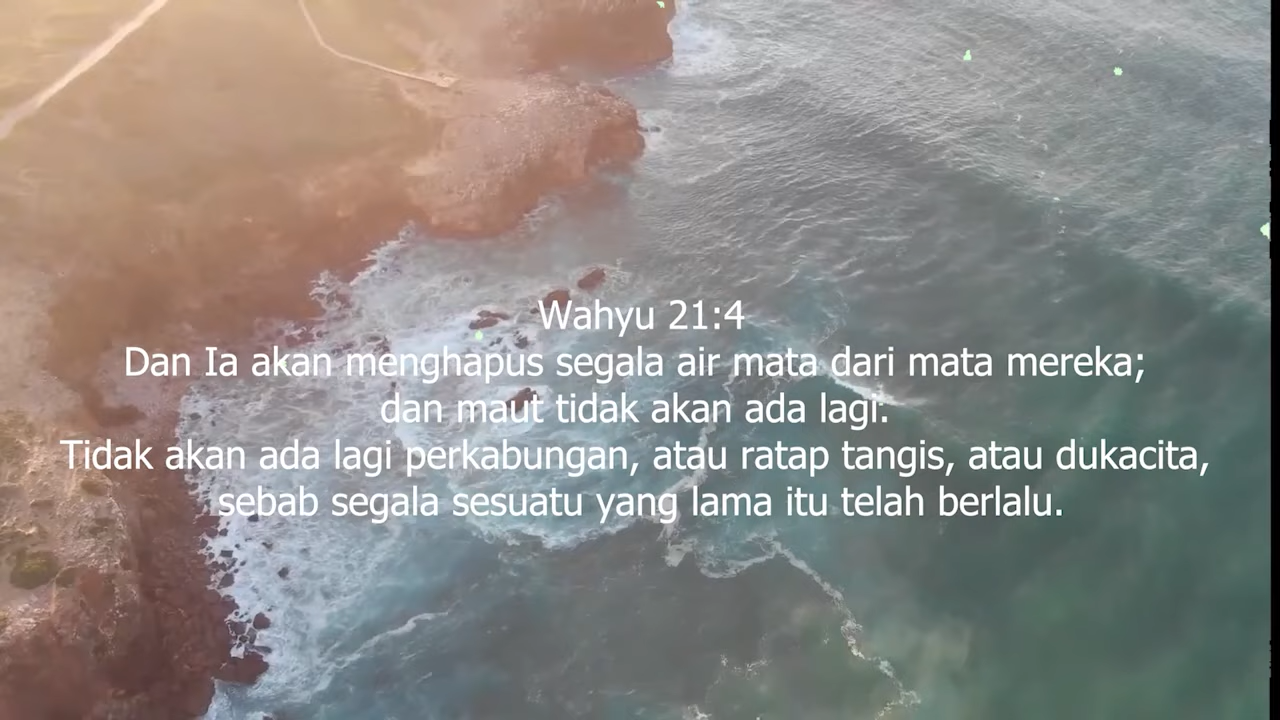 Wahyu 21:4
Dan Ia akan menghapus segala air mata dari mata mereka;
dan maut tidak akan ada lagi.
Tidak akan ada lagi perkabungan, atau ratap tangis, atau dukacita,
sebab segala sesuatu yang lama itu telah berlalu.